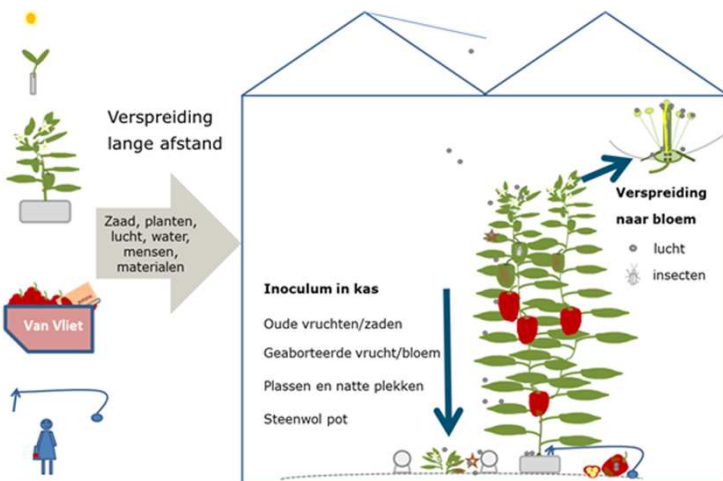 Verspreiding
lange afstand
Zaad, planten,
lucht, water,
mensen,
materialen
Van Vliet
Inoculum in kas
Oude vruchten/zaden
Geaborteerde vrucht/bloem
Plassen en natte plekken
Steenwol pot
Verspreiding
naar bloem
lucht
insecten